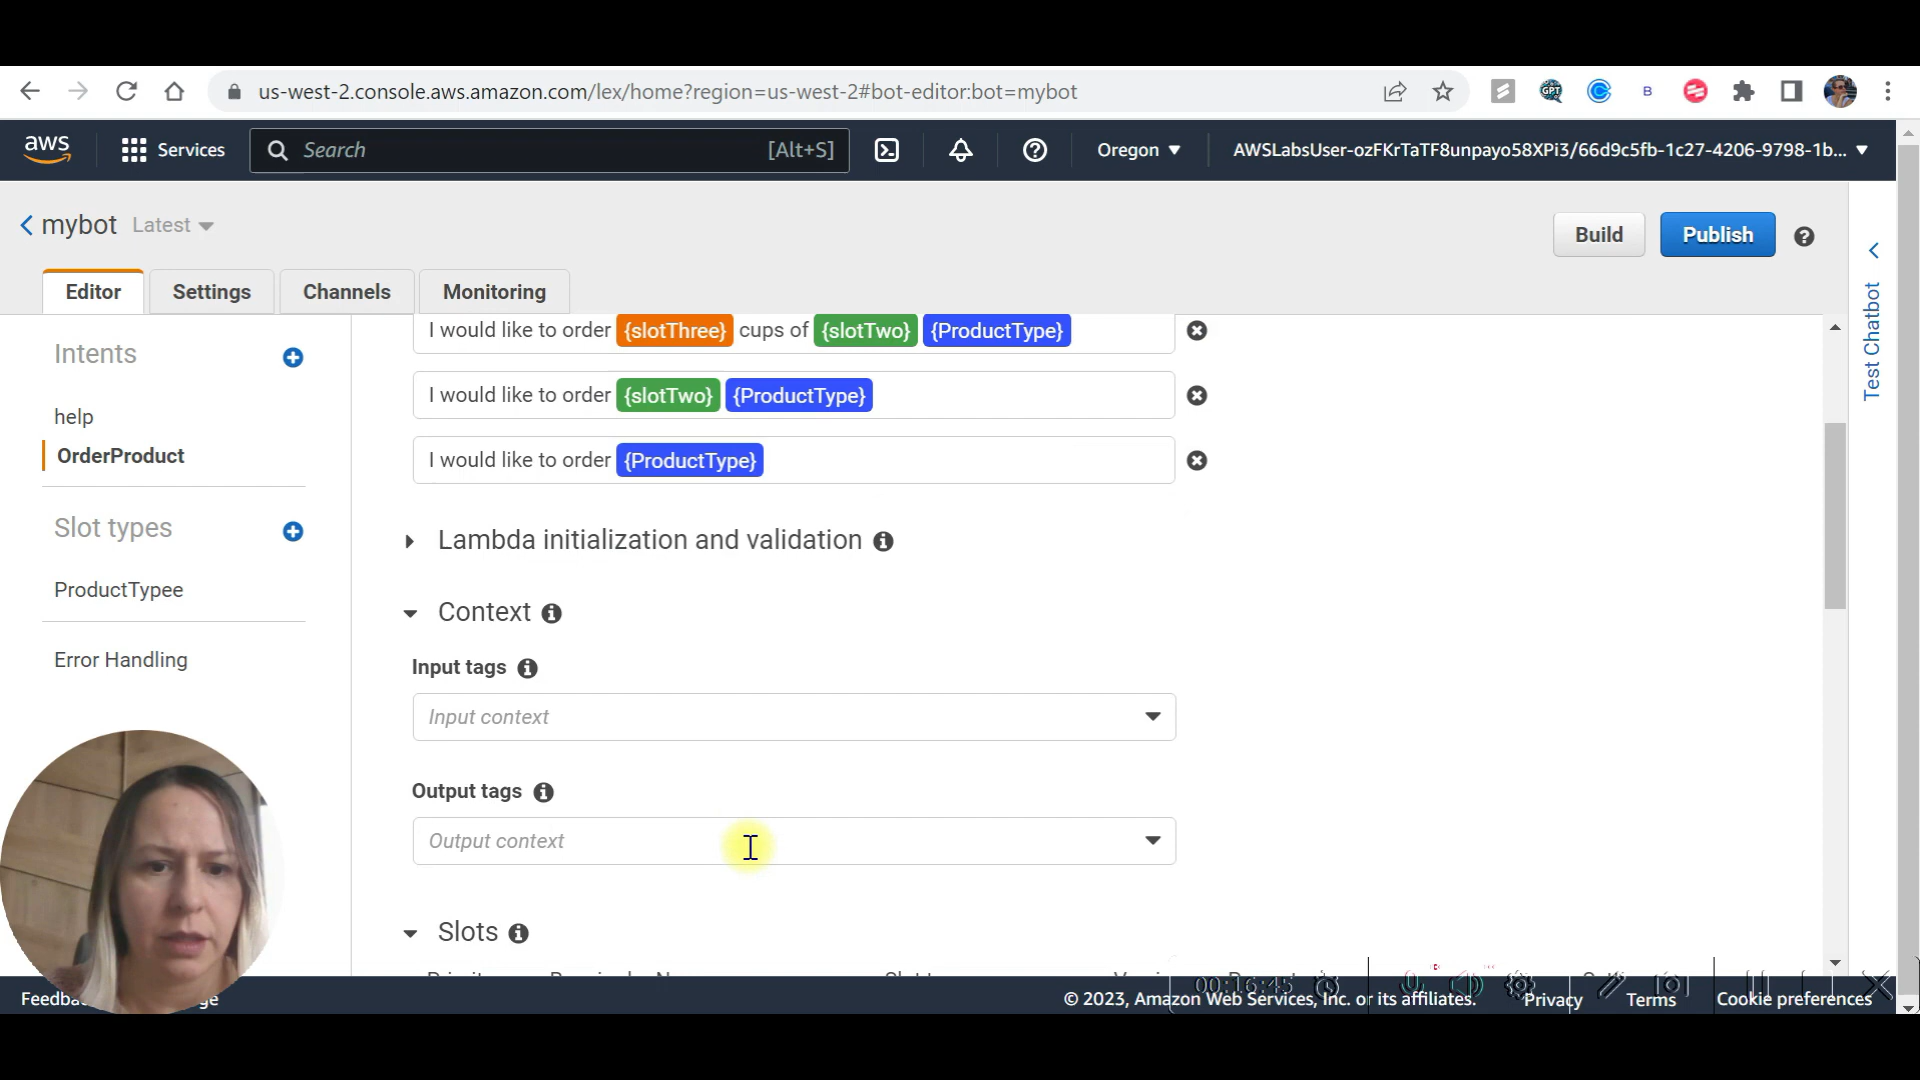 us-west-2.console.aws.amazon.com/lex/home?region=us-west-2#bot-editor:bot=mybot
GPT
B
aws
Services
Search
[Alt+S]
Oregon
AWSLabsUser-ozFKrTaTF8unpayo58XPi3/66d9c5fb-1c27-4206-9798-1b...
mybot
Latest
Build
Publish
Editor
Settings
Channels
Monitoring
Test Chatbot
Intents
help
OrderProduct
Slot types
ProductTypee
Error Handling
I would like to order {slotThree} cups of {slotTwo} {ProductType}
I would like to order {slotTwo} {ProductType}
I would like to order {ProductType}
Lambda initialization and validation
Context
Input tags
Input context
Output tags
Output context
Slots
00:16:45
© 2023, Amazon Web Services, Inc. or its affiliates.
Privacy
Terms
Cookie preferences